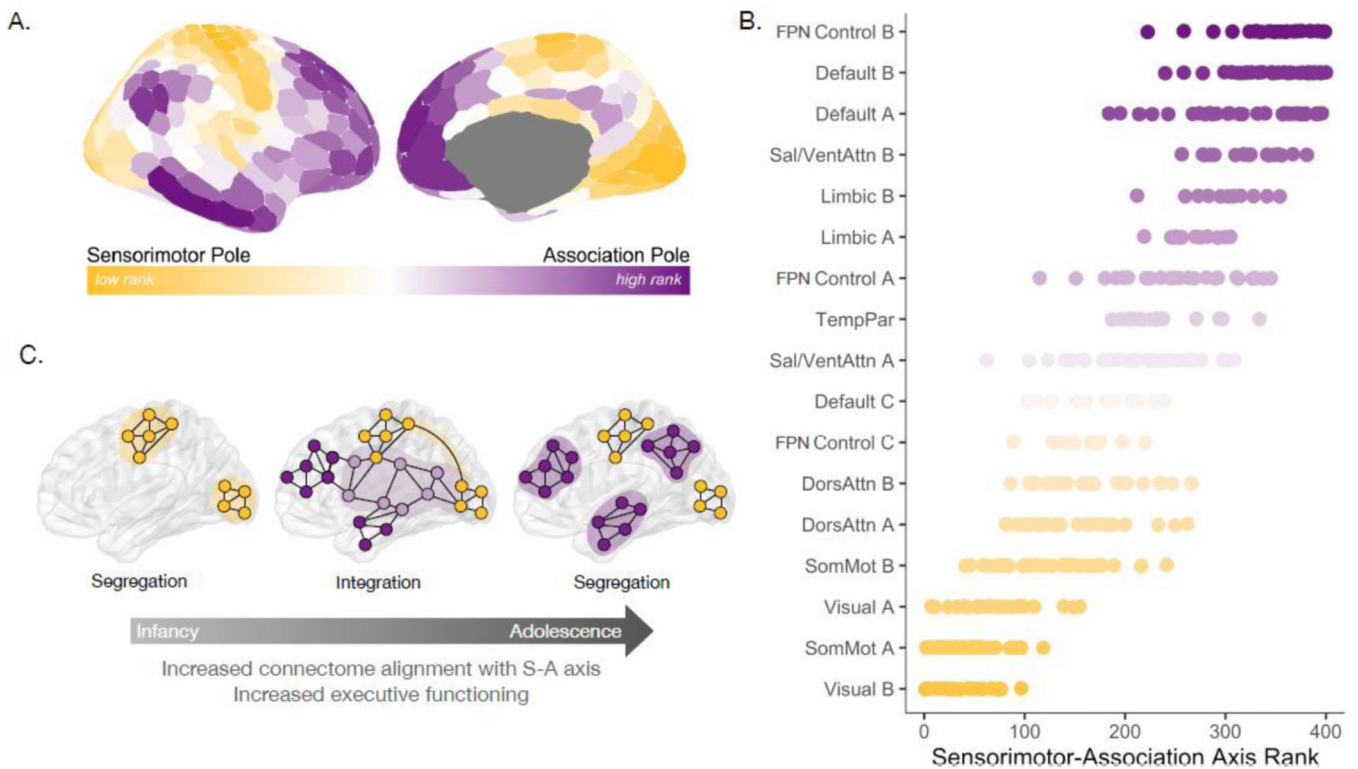 A.
Sensorimotor Pole
Association Pole
low rank
high rank
B.
FPN Control B
Default B
Default A
Sal/VentAttn B
Limbic B
Limbic A
FPN Control A
TempPar
Sal/VentAttn A
Default C
FPN Control C
DorsAttn B
DorsAttn A
SomMot B
Visual A
SomMot A
Visual B
0
100
200
300
400
Sensorimotor-Association Axis Rank
C.
Segregation
Integration
Segregation
Infancy
Adolescence
Increased connectome alignment with S-A axis
Increased executive functioning